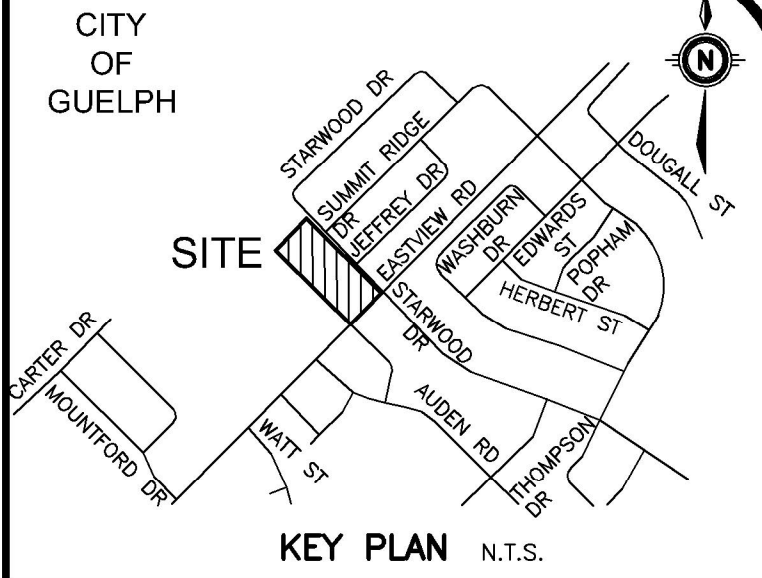 CITY
OF
GUELPH
N
STARWOOD DR
SUMMIT RIDGE
DR
JEFFREY DR
EASTVIEW RD
DOUGALL ST
WASHBURN
DR
EDWARDS
ST
POPHAM
DR
HERBERT ST
SITE
STARWOOD
DR
CARTER DR
MOUNTFORD DR
WATT ST
AUDEN RD
THOMPSON
DR
KEY PLAN N.T.S.